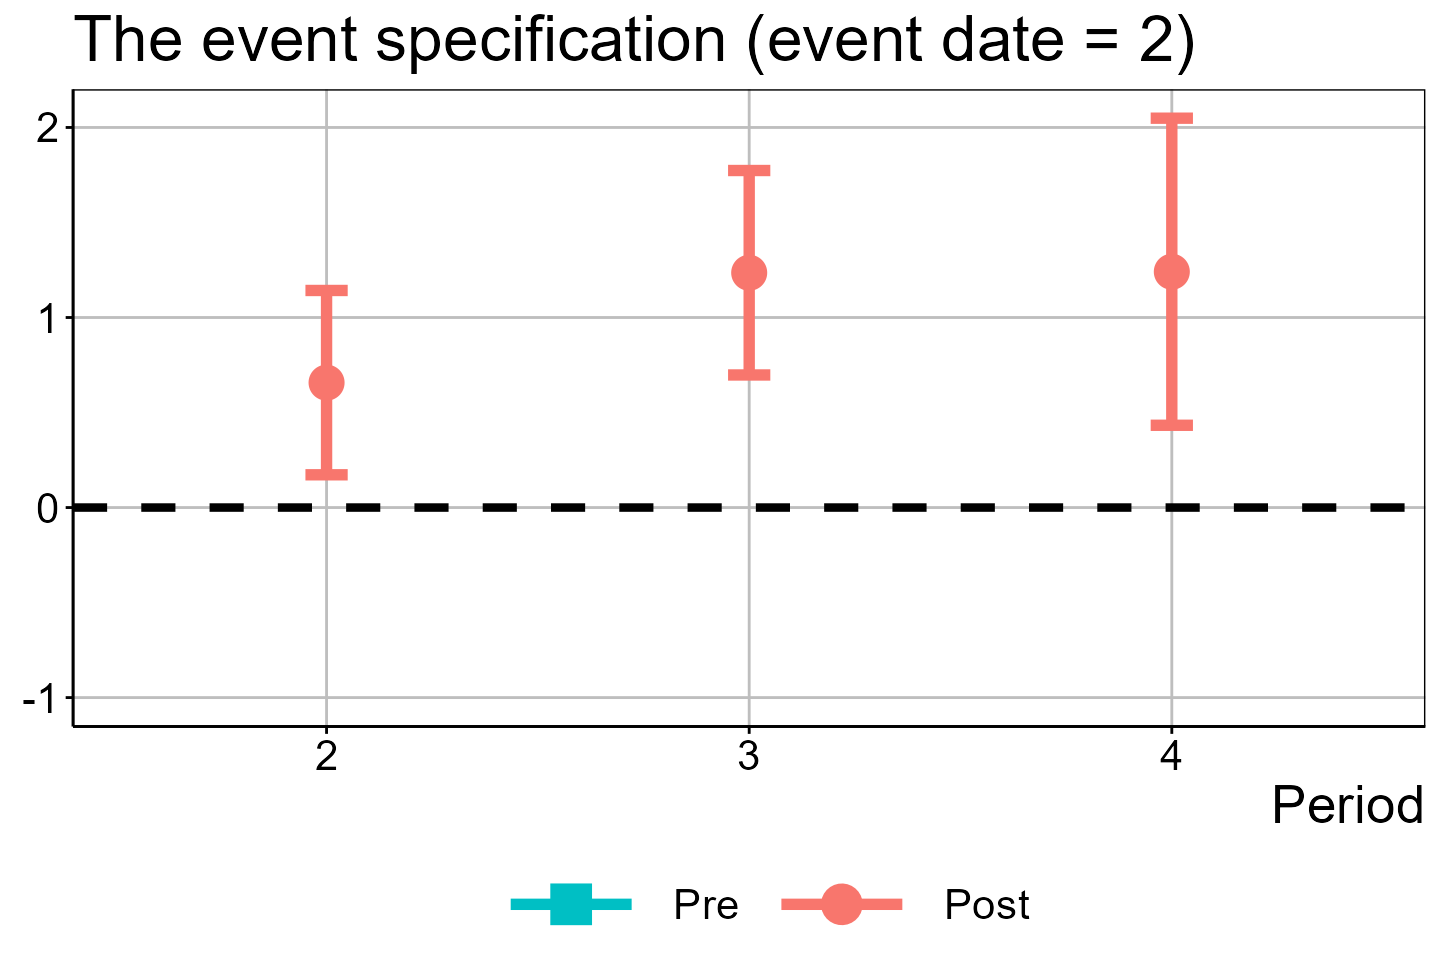 The event specification (event date = 2)
2
1
0
-1
2 3 4
Period
Pre Post